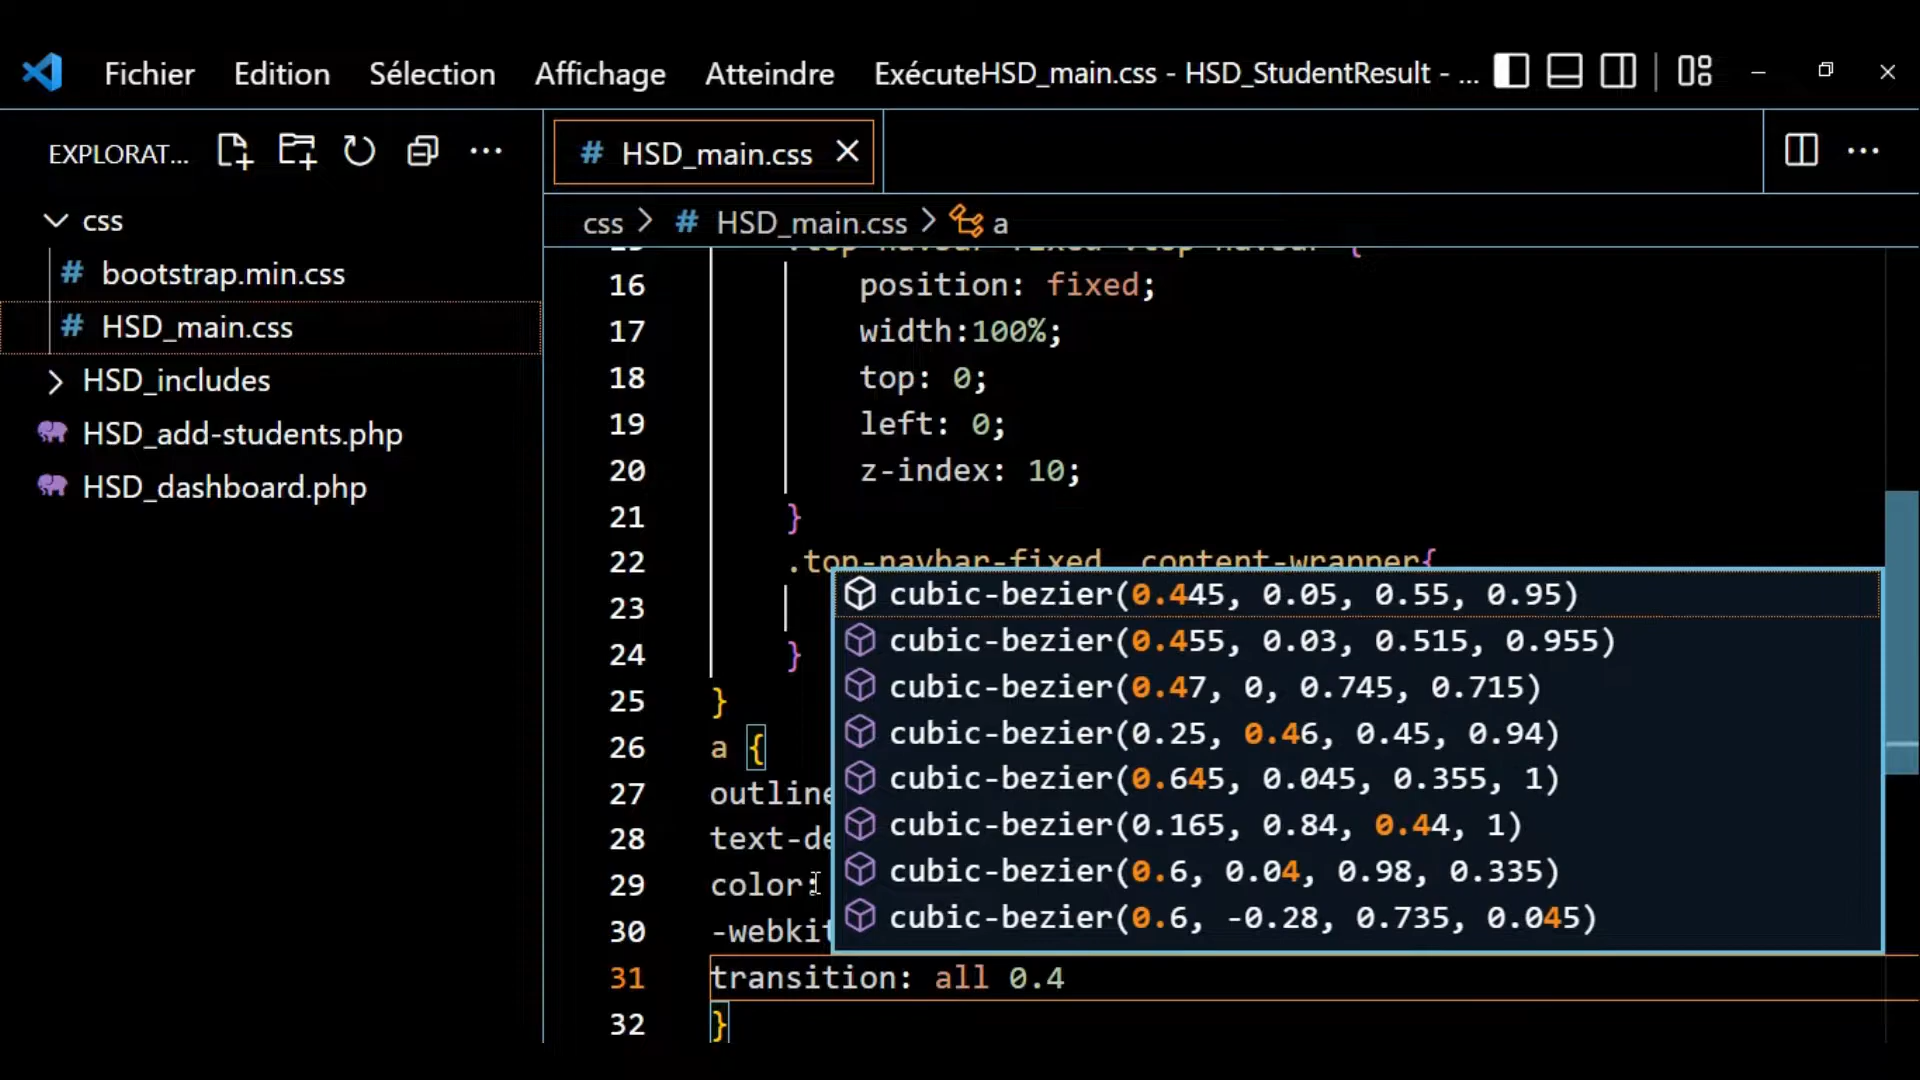 Fichier Edition Sélection Affichage Atteindre ExécuteHSD_main.css - HSD_StudentResult - ...
EXPLORAT...
css
bootstrap.min.css
HSD_main.css
HSD_includes
HSD_add-students.php
HSD_dashboard.php
# HSD_main.css
css > # HSD_main.css > a
16 position: fixed;
17 width:100%;
18 top: 0;
19 left: 0;
20 z-index: 10;
21 }
22 .top-navbar-fixed .content-wrapper{
23
24 }
25 }
26 a {
27 outline
28 text-de
29 color:
30 -webkit
31 transition: all 0.4
32 }
cubic-bezier(0.445, 0.05, 0.55, 0.95)
cubic-bezier(0.455, 0.03, 0.515, 0.955)
cubic-bezier(0.47, 0, 0.745, 0.715)
cubic-bezier(0.25, 0.46, 0.45, 0.94)
cubic-bezier(0.645, 0.045, 0.355, 1)
cubic-bezier(0.165, 0.84, 0.44, 1)
cubic-bezier(0.6, 0.04, 0.98, 0.335)
cubic-bezier(0.6, -0.28, 0.735, 0.045)